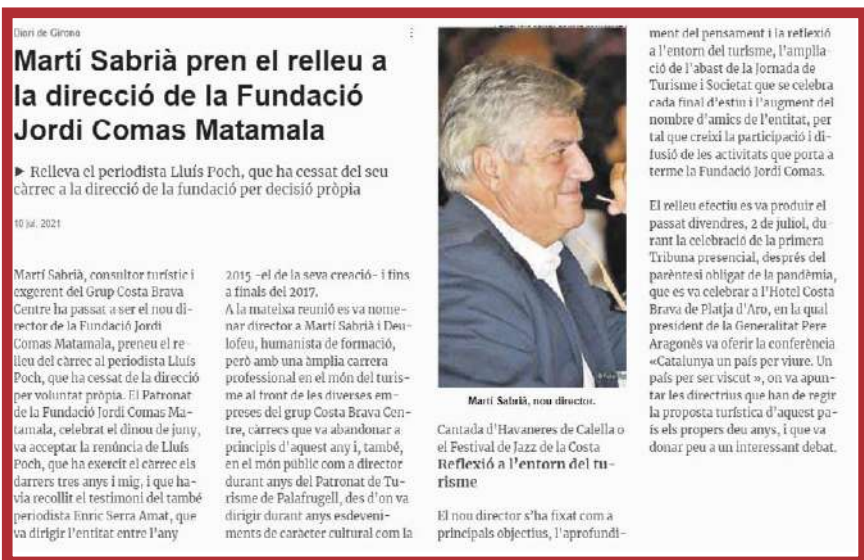 Diari de Girona
Martí Sabrià pren el relleu a
la direcció de la Fundació
Jordi Comas Matamala
► Relleva el periodista Lluís Poch, que ha cessat del seu
càrrec a la direcció de la fundació per decisió pròpia
10 jul. 2021
Martí Sabrià, consultor turístic i
exgerent del Grup Costa Brava
Centre ha passat a ser el nou di-
rector de la Fundació Jordi
Comas Matamala, preneu el re-
lleu del càrrec al periodista Lluís
Poch, que ha cessat de la direcció
per voluntat pròpia. El Patronat
de la Fundació Jordi Comas Ma-
tamala, celebrat el dinou de juny,
va acceptar la renúncia de Lluís
Poch, que ha exercit el càrrec els
darrers tres anys i mig, i que ha-
via recollit el testimoni del també
periodista Enric Serra Amat, que
va dirigir l'entitat entre l'any
2015 -el de la seva creació- i fins
a finals del 2017.
A la mateixa reunió es va nome-
nar director a Martí Sabrià i Deu-
lofeu, humanista de formació,
però amb una àmplia carrera
professional en el món del turis-
me al front de les diverses em-
preses del grup Costa Brava Cen-
tre, càrrecs que va abandonar a
principis d'aquest any i, també,
en el món públic com a director
durant anys del Patronat de Tu-
risme de Palafrugell, des d'on va
dirigir durant anys esdeveni-
ments de caràcter cultural com la
Martí Sabrià, nou director.
Cantada d'Havaneres de Calella o
el Festival de Jazz de la Costa
Reflexió a l'entorn del tu-
risme
El nou director s'ha fixat com a
principals objectius, l'aprofundi-
ment del pensament i la reflexió
a l'entorn del turisme, l'amplia-
ció de l'abast de la Jornada de
Turisme i Societat que se celebra
cada final d'estiu i l'augment del
nombre d'amics de l'entitat, per
tal que creixi la participació i di-
fusió de les activitats que porta a
terme la Fundació Jordi Comas.
El relleu efectiu es va produir el
passat divendres, 2 de juliol, du-
rant la celebració de la primera
Tribuna presencial, després del
parèntesi obligat de la pandèmia,
que es va celebrar a l'Hotel Costa
Brava de Platja d'Aro, en la qual
president de la Generalitat Pere
Aragonès va oferir la conferència
«Catalunya un país per viure. Un
país per ser viscut », on va apun-
tar les directrius que han de regir
la proposta turística d'aquest pa-
ís els propers deu anys, i que va
donar peu a un interessant debat.